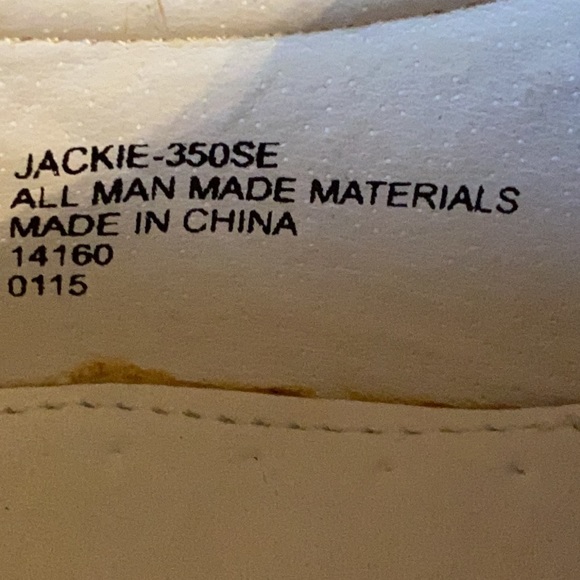 JACKIE-350SE
ALL MAN MADE MATERIALS
MADE IN CHINA
14160
0115